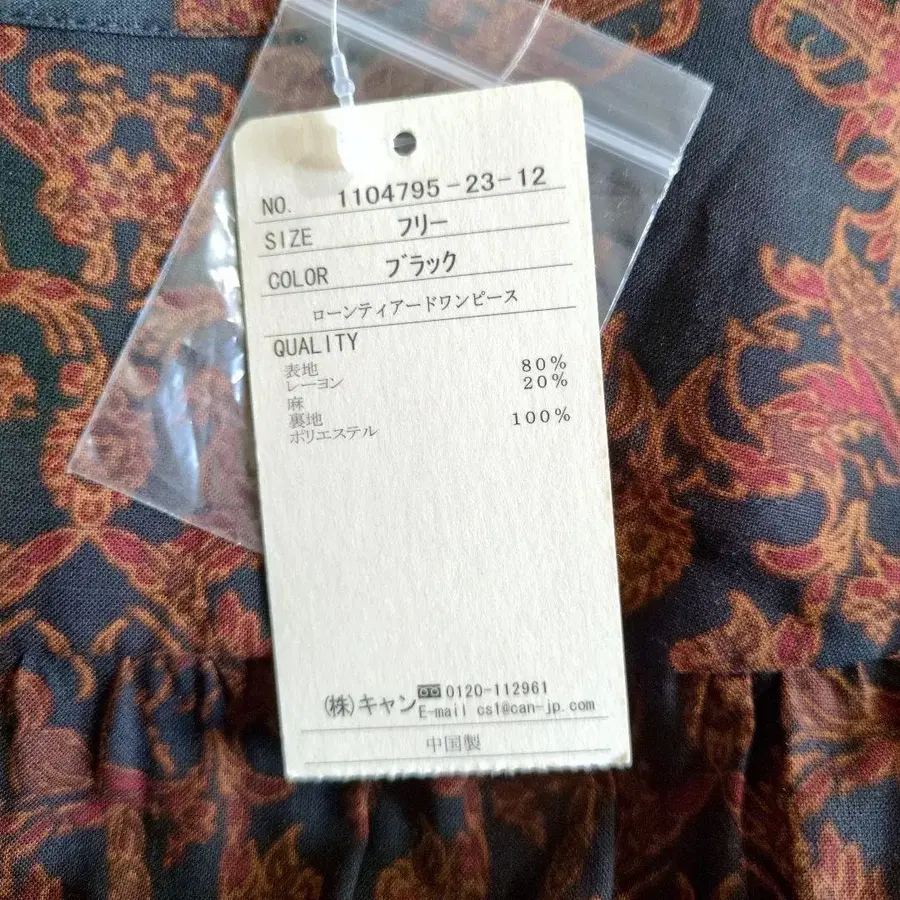 NO. 1104795-23-12
SIZE フリー
COLOR ブラック
ローンティアードワンピース
QUALITY
表地 80%
レーヨン 20%
麻
裏地 100%
ポリエステル
(株)キャン 0120-112961
E-mail cs1@can-jp.com
中国製